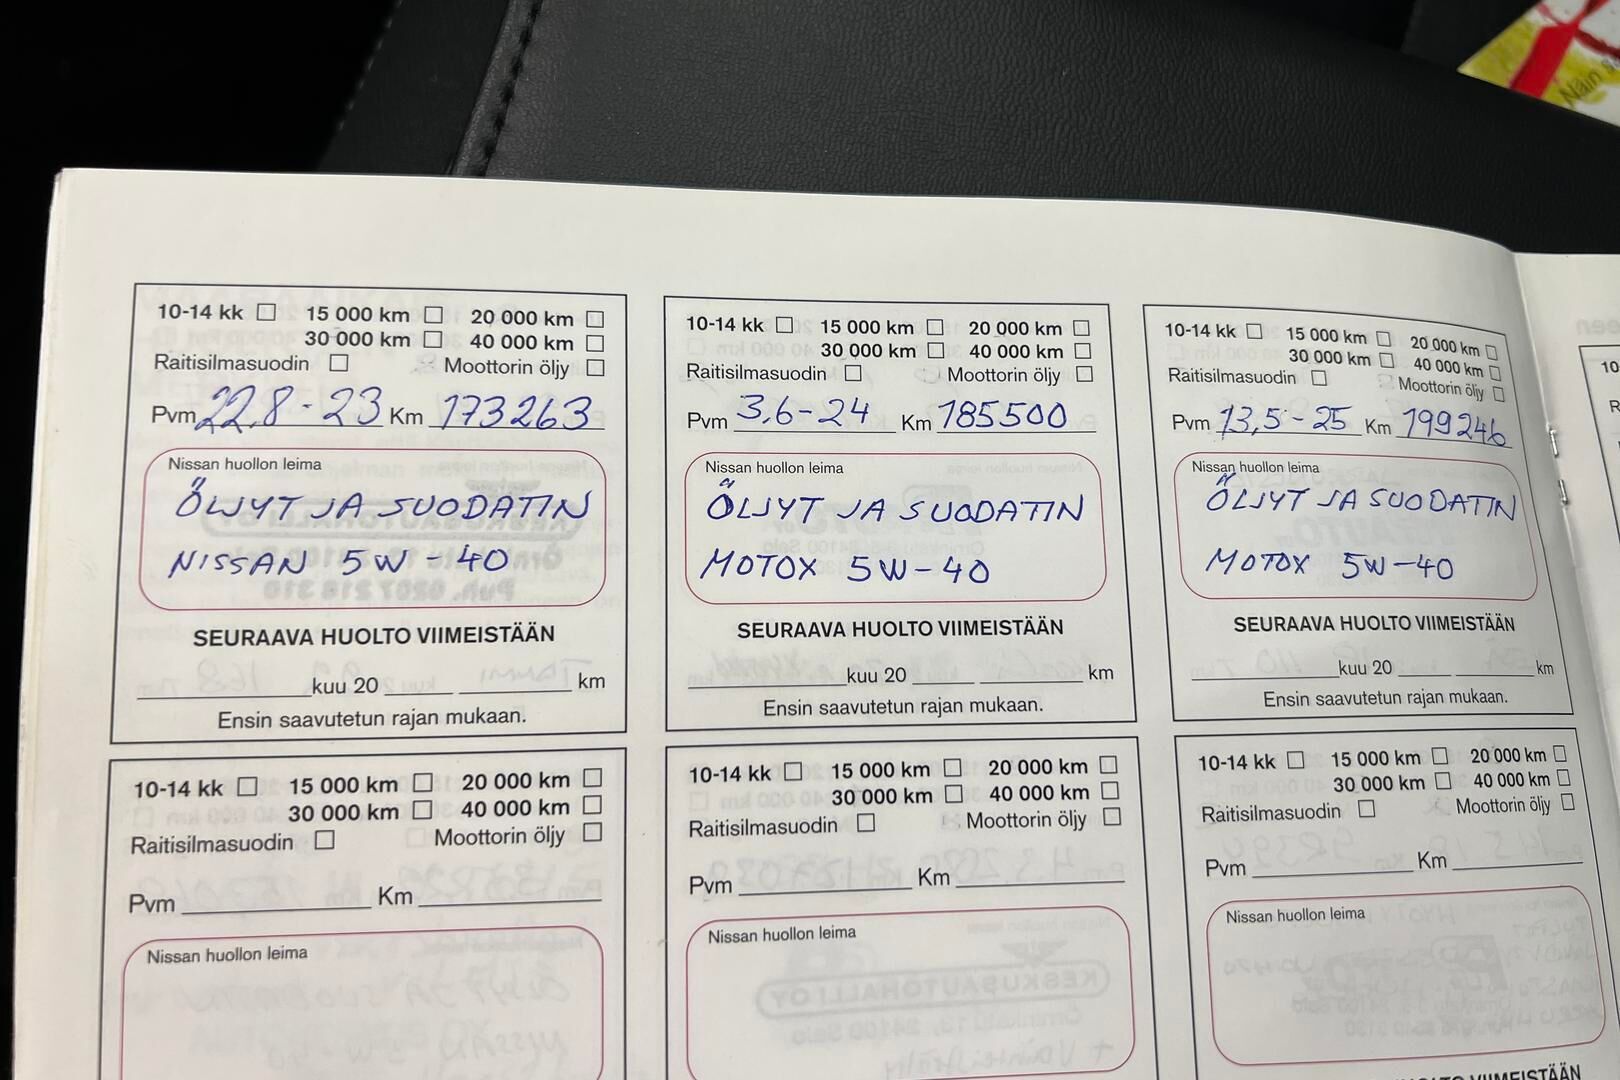 Näin
10-14 kk 15 000 km 20 000 km
30 000 km 40 000 km
Raitisilmasuodin Moottorin öljy
Pvm 22.8-23 Km 173263
Nissan huollon leima
ÖLJYT JA SUODATIN
NISSAN 5W-40
SEURAAVA HUOLTO VIIMEISTÄÄN
kuu 20 km
Ensin saavutetun rajan mukaan.
10-14 kk 15 000 km 20 000 km
30 000 km 40 000 km
Raitisilmasuodin Moottorin öljy
Pvm 3,6-24 Km 185500
Nissan huollon leima
ÖLJYT JA SUODATIN
MOTOX 5W-40
SEURAAVA HUOLTO VIIMEISTÄÄN
kuu 20 km
Ensin saavutetun rajan mukaan.
10-14 kk 15 000 km 20 000 km
30 000 km 40 000 km
Raitisilmasuodin Moottorin öljy
Pvm 13,5-25 Km 199246
Nissan huollon leima
ÖLJYT JA SUODATIN
MOTOX 5W-40
SEURAAVA HUOLTO VIIMEISTÄÄN
kuu 20 km
Ensin saavutetun rajan mukaan.
10-14 kk 15 000 km 20 000 km
30 000 km 40 000 km
Raitisilmasuodin Moottorin öljy
Pvm Km
Nissan huollon leima
10-14 kk 15 000 km 20 000 km
30 000 km 40 000 km
Raitisilmasuodin Moottorin öljy
Pvm Km
Nissan huollon leima
10-14 kk 15 000 km 20 000 km
30 000 km 40 000 km
Raitisilmasuodin Moottorin öljy
Pvm Km
Nissan huollon leima
HUOLTO VIIMEISTÄÄN